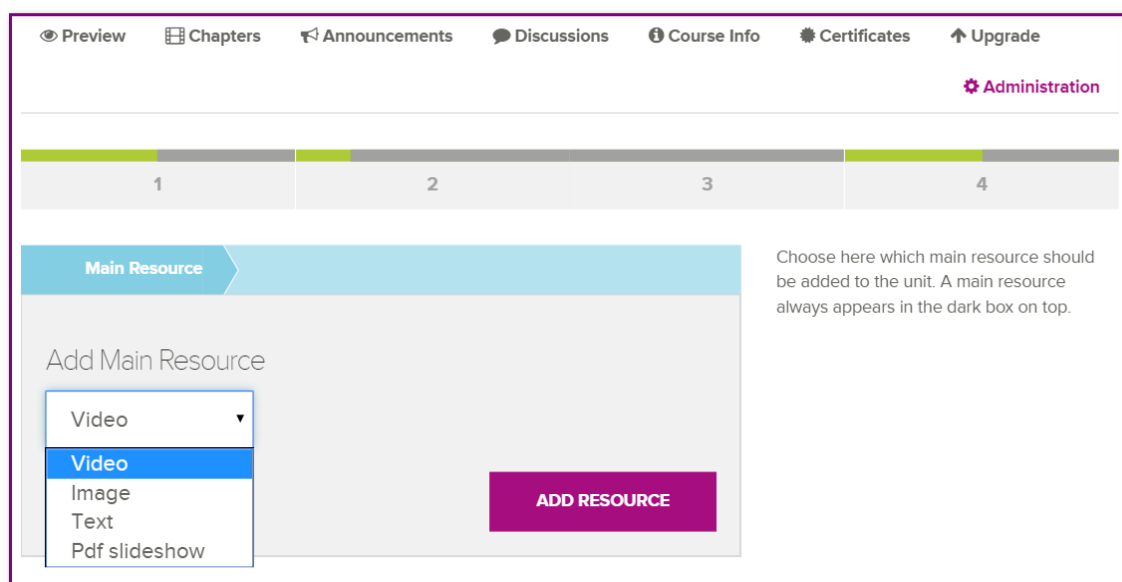 Preview Chapters Announcements Discussions Course Info Certificates Upgrade
Administration
1 2 3 4
Main Resource
Choose here which main resource should
be added to the unit. A main resource
always appears in the dark box on top.
Add Main Resource
Video
Video
Image
Text
Pdf slideshow
ADD RESOURCE